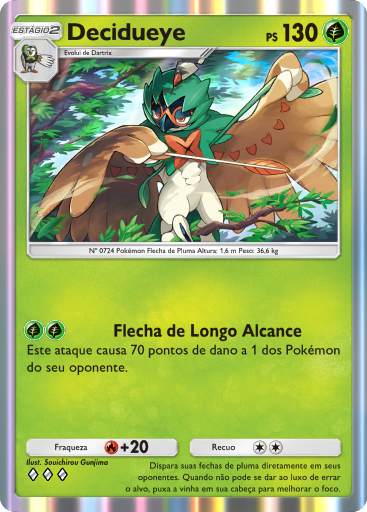 ESTÁGIO 2
Decidueye
PS 130
Evolui de Dartrix
Nº 0724 Pokémon Flecha de Pluma Altura: 1,6 m Peso: 36,6 kg
Flecha de Longo Alcance
Este ataque causa 70 pontos de dano a 1 dos Pokémon
do seu oponente.
Fraqueza +20
Recuo
Ilust. Souichirou Gunjima
Dispara suas flechas de pluma diretamente em seus
oponentes. Quando não pode se dar ao luxo de errar
o alvo, puxa a vinha em sua cabeça para melhorar o foco.